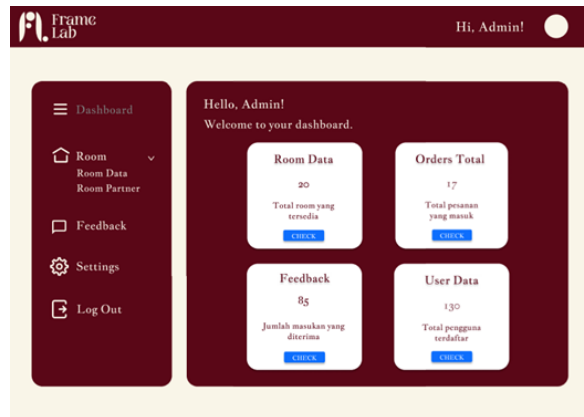 Frame
Lab
Hi, Admin!
Dashboard
Room
Room Data
Room Partner
Feedback
Settings
Log Out
Hello, Admin!
Welcome to your dashboard.
Room Data
20
Total room yang
tersedia
CHECK
Orders Total
17
Total pesanan
yang masuk
CHECK
Feedback
85
Jumlah masukan yang
diterima
CHECK
User Data
130
Total pengguna
terdaftar
CHECK